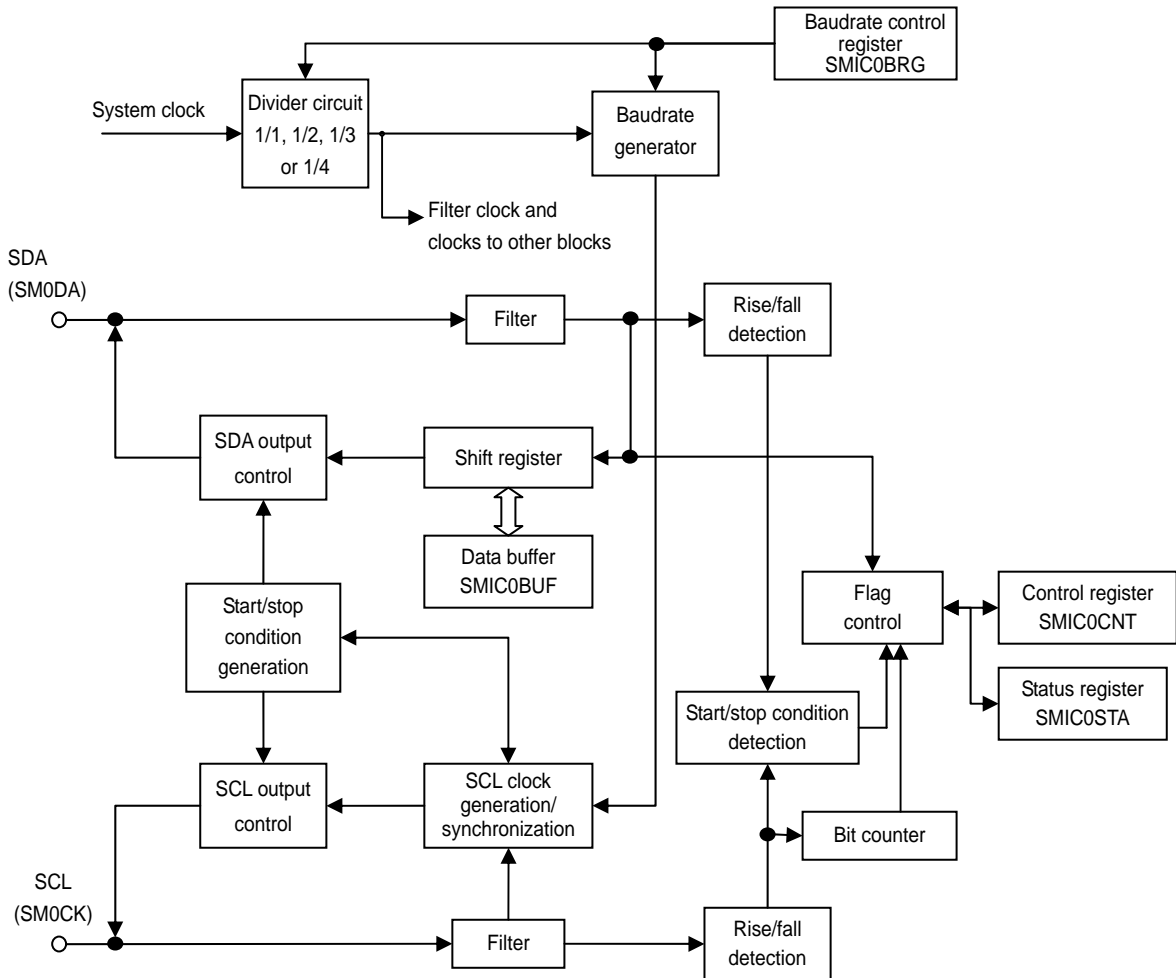 Baudrate control
register
SMIC0BRG
System clock
Divider circuit
1/1, 1/2, 1/3
or 1/4
Baudrate
generator
Filter clock and
clocks to other blocks
SDA
(SM0DA)
Filter
Rise/fall
detection
SDA output
control
Shift register
Data buffer
SMIC0BUF
Start/stop
condition
generation
Flag
control
Control register
SMIC0CNT
Status register
SMIC0STA
Start/stop condition
detection
SCL output
control
SCL clock
generation/
synchronization
Bit counter
SCL
(SM0CK)
Filter
Rise/fall
detection